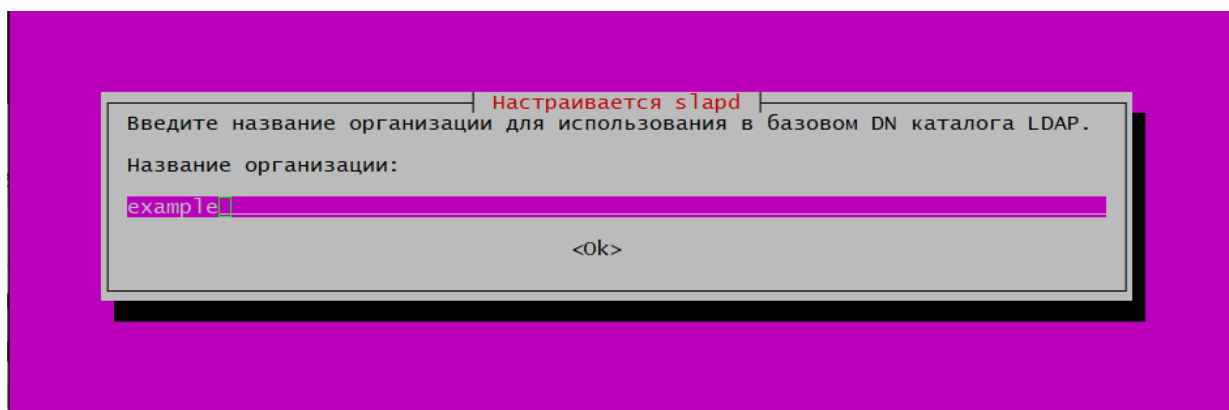 Настраивается slapd
Введите название организации для использования в базовом DN каталога LDAP.
Название организации:
example
<Ok>